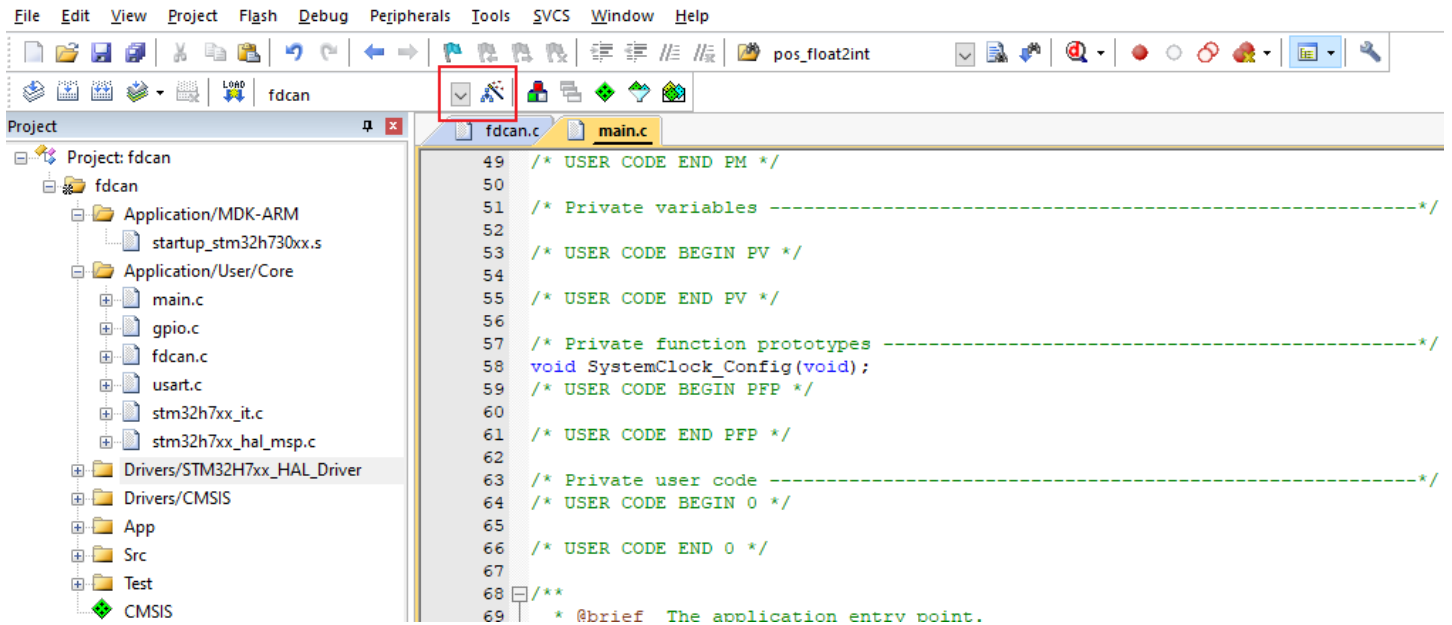 File Edit View Project Flash Debug Peripherals Tools SVCS Window Help
pos_float2int
LOAD
fdcan
Project
fdcan.c main.c
Project: fdcan
fdcan
Application/MDK-ARM
startup_stm32h730xx.s
Application/User/Core
main.c
gpio.c
fdcan.c
usart.c
stm32h7xx_it.c
stm32h7xx_hal_msp.c
Drivers/STM32H7xx_HAL_Driver
Drivers/CMSIS
App
Src
Test
CMSIS
49 /* USER CODE END PM */
50
51 /* Private variables ---------------------------------------------------------*/
52
53 /* USER CODE BEGIN PV */
54
55 /* USER CODE END PV */
56
57 /* Private function prototypes -----------------------------------------------*/
58 void SystemClock_Config(void);
59 /* USER CODE BEGIN PFP */
60
61 /* USER CODE END PFP */
62
63 /* Private user code ---------------------------------------------------------*/
64 /* USER CODE BEGIN 0 */
65
66 /* USER CODE END 0 */
67
68 /**
69 * @brief The application entry point.